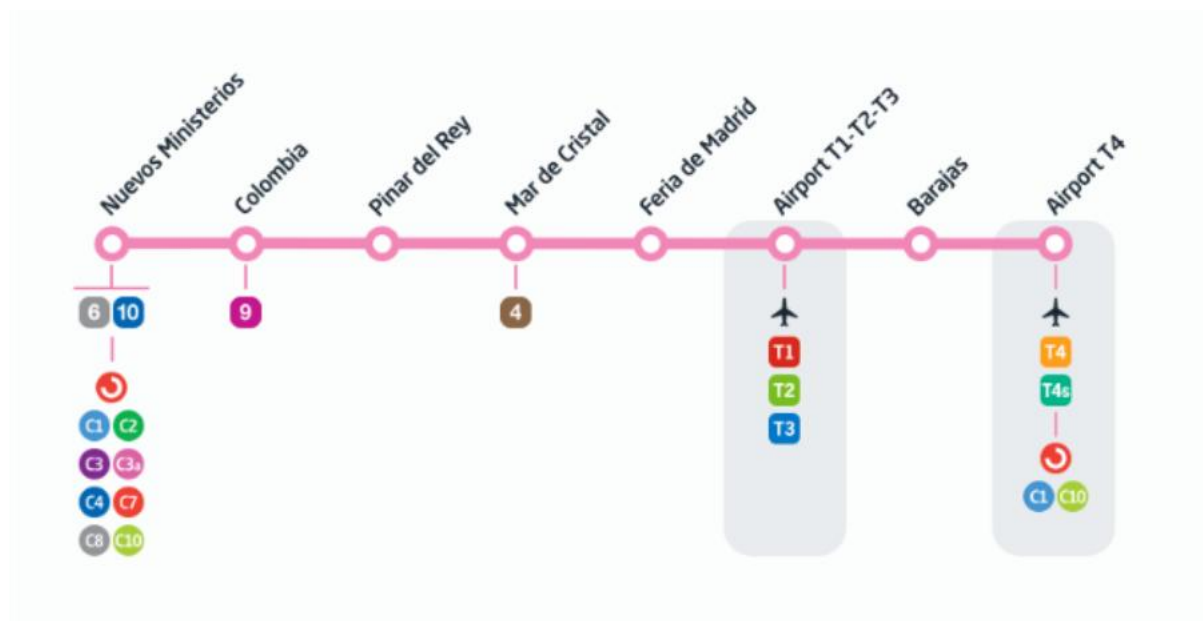 Nuevos Ministerios
Colombia
Pinar del Rey
Mar de Cristal
Feria de Madrid
Airport T1-T2-T3
Barajas
Airport T4
6 10
9
4
T1
T2
T3
T4
T4s
C1 C2
C3 C3a
C4 C7
C8 C10
C1 C10